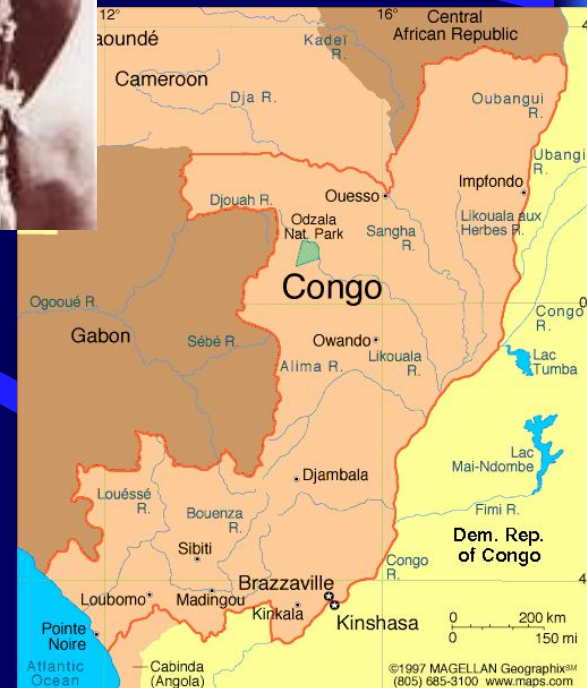 12°
16°
Central
African Republic
4
aoundé
Kadeï
R.
Cameroon
Dja R.
Oubangui
R.
Ubangi
R.
Impfondo
Djouah R.
Ouesso
Likouala aux
Herbes R.
Odzala
Nat. Park
Sangha
R.
Congo
Ogooué R.
0
Congo
R.
Gabon
Sébé R.
Owando
Likouala
R.
Alima R.
Lac
Tumba
Lac
Mai-Ndombe
Djambala
Louéssé
R.
Bouenza
R.
Fimi R.
Dem. Rep.
of Congo
Sibiti
Congo
R.
Brazzaville
4
Loubomo
Madingou
Kinkala
Kinshasa
Pointe
Noire
0 200 km
0 150 mi
Atlantic
Ocean
Cabinda
(Angola)
©1997 MAGELLAN Geographix℠
(805) 685-3100 www.maps.com